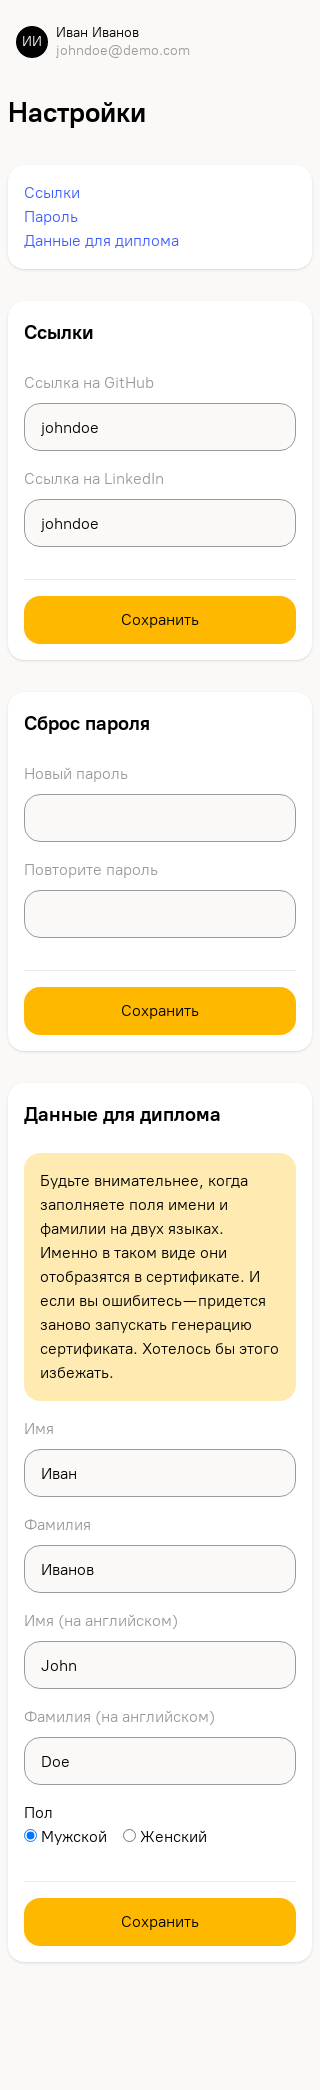 ИИ
Иван Иванов
johndoe@demo.com
Настройки
Ссылки
Пароль
Данные для диплома
Ссылки
Ссылка на GitHub
johndoe
Ссылка на LinkedIn
johndoe
Сохранить
Сброс пароля
Новый пароль
Повторите пароль
Сохранить
Данные для диплома
Будьте внимательнее, когда
заполняете поля имени и
фамилии на двух языках.
Именно в таком виде они
отобразятся в сертификате. И
если вы ошибитесь — придется
заново запускать генерацию
сертификата. Хотелось бы этого
избежать.
Имя
Иван
Фамилия
Иванов
Имя (на английском)
John
Фамилия (на английском)
Doe
Пол
Мужской Женский
Сохранить